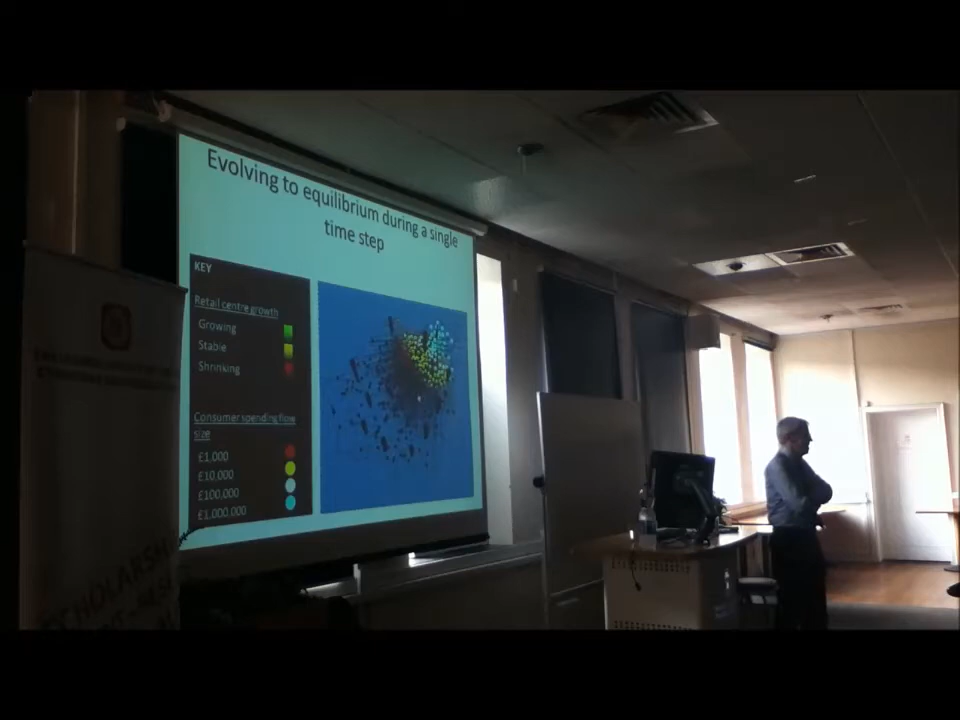 Evolving to equilibrium during a single
time step
KEY
Retail centre growth
Growing
Stable
Shrinking
Consumer spending flow
size
£1,000
£10,000
£100,000
£1,000,000
SCHOLARSH